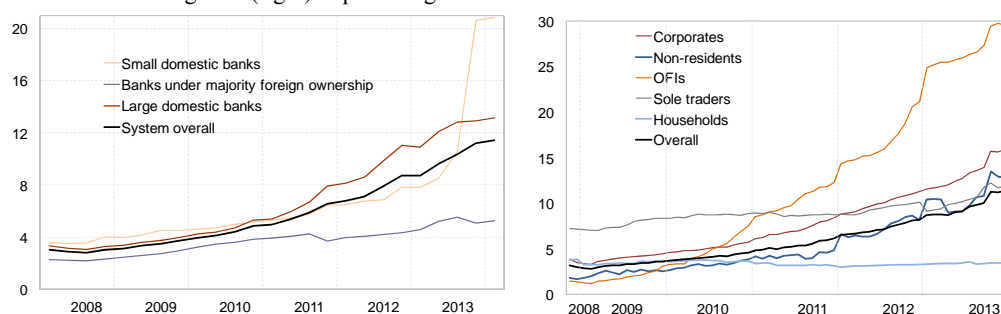 20
16
12
8
4
0
Small domestic banks
Banks under majority foreign ownership
Large domestic banks
System overall
2008 2009 2010 2011 2012 2013
30
25
20
15
10
5
0
Corporates
Non-residents
OFIs
Sole traders
Households
Overall
2008 2009 2010 2011 2012 2013